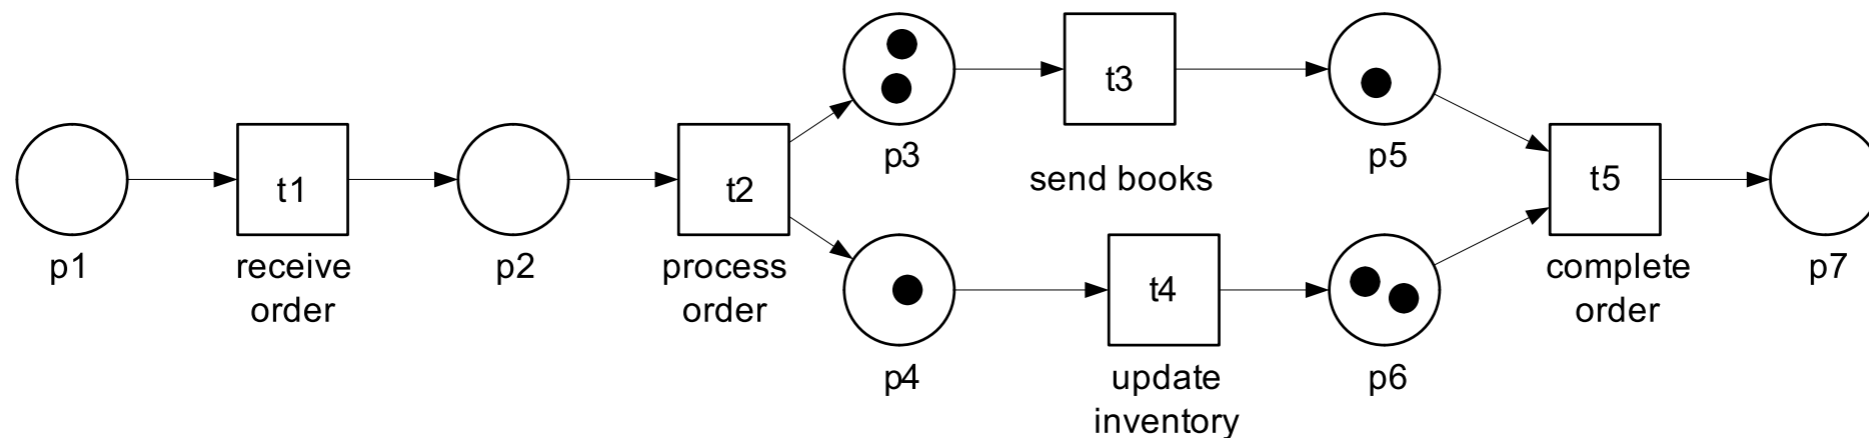 t1
t2
t3
t4
t5
p1
receive
order
p2
process
order
p3
send books
p5
p4
update
inventory
p6
complete
order
p7